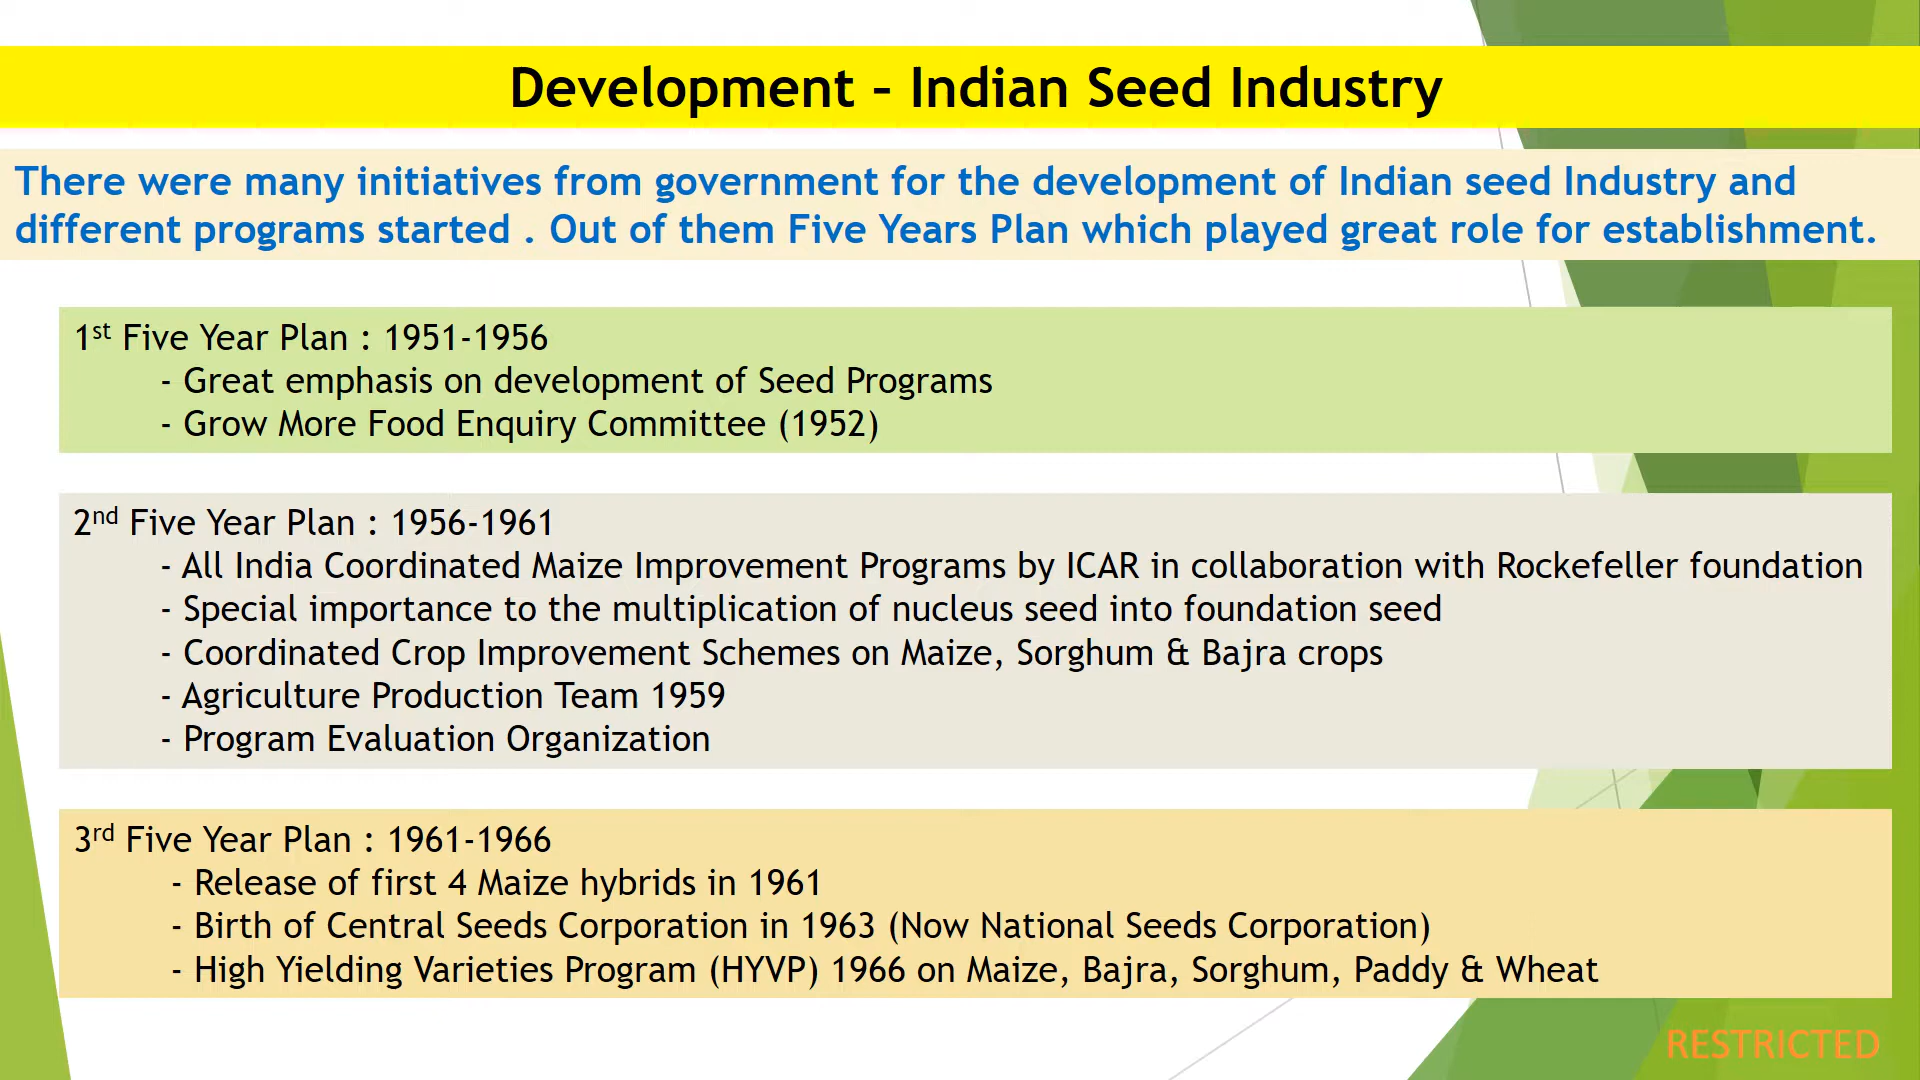 Development – Indian Seed Industry
There were many initiatives from government for the development of Indian seed Industry and
different programs started . Out of them Five Years Plan which played great role for establishment.
1st Five Year Plan : 1951-1956
- Great emphasis on development of Seed Programs
- Grow More Food Enquiry Committee (1952)
2nd Five Year Plan : 1956-1961
- All India Coordinated Maize Improvement Programs by ICAR in collaboration with Rockefeller foundation
- Special importance to the multiplication of nucleus seed into foundation seed
- Coordinated Crop Improvement Schemes on Maize, Sorghum & Bajra crops
- Agriculture Production Team 1959
- Program Evaluation Organization
3rd Five Year Plan : 1961-1966
- Release of first 4 Maize hybrids in 1961
- Birth of Central Seeds Corporation in 1963 (Now National Seeds Corporation)
- High Yielding Varieties Program (HYVP) 1966 on Maize, Bajra, Sorghum, Paddy & Wheat
RESTRICTED